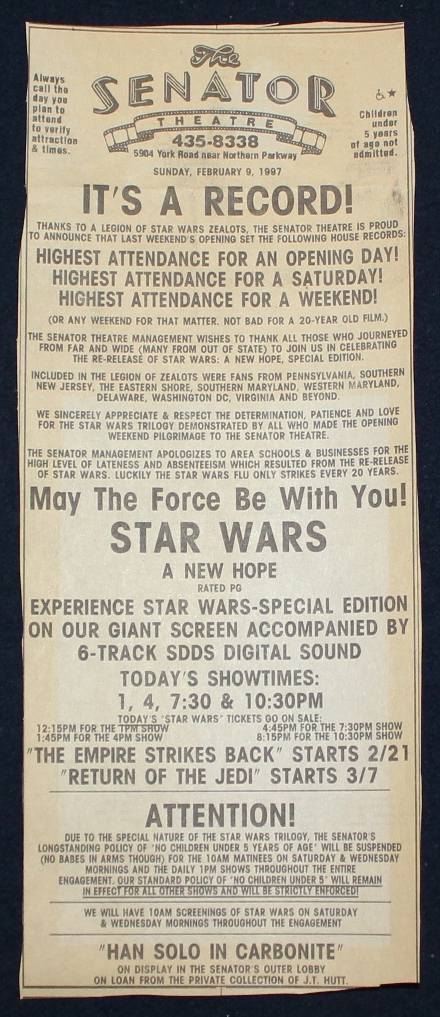 The
SENATOR
THEATRE
435-8338
5904 York Road near Northern Parkway
Always
call the
day you
plan to
attend
to verify
attraction
& times.
Children
under
5 years
of age not
admitted.
SUNDAY, FEBRUARY 9, 1997
IT'S A RECORD!
THANKS TO A LEGION OF STAR WARS ZEALOTS, THE SENATOR THEATRE IS PROUD
TO ANNOUNCE THAT LAST WEEKEND'S OPENING SET THE FOLLOWING HOUSE RECORDS:
HIGHEST ATTENDANCE FOR AN OPENING DAY!
HIGHEST ATTENDANCE FOR A SATURDAY!
HIGHEST ATTENDANCE FOR A WEEKEND!
(OR ANY WEEKEND FOR THAT MATTER. NOT BAD FOR A 20-YEAR OLD FILM.)
THE SENATOR THEATRE MANAGEMENT WISHES TO THANK ALL THOSE WHO JOURNEYED
FROM FAR AND WIDE (MANY FROM OUT OF STATE) TO JOIN US IN CELEBRATING
THE RE-RELEASE OF STAR WARS: A NEW HOPE, SPECIAL EDITION.
INCLUDED IN THE LEGION OF ZEALOTS WERE FANS FROM PENNSYLVANIA, SOUTHERN
NEW JERSEY, THE EASTERN SHORE, SOUTHERN MARYLAND, WESTERN MARYLAND,
DELAWARE, WASHINGTON DC, VIRGINIA AND BEYOND.
WE SINCERELY APPRECIATE & RESPECT THE DETERMINATION, PATIENCE AND LOVE
FOR THE STAR WARS TRILOGY DEMONSTRATED BY ALL WHO MADE THE OPENING
WEEKEND PILGRIMAGE TO THE SENATOR THEATRE.
THE SENATOR MANAGEMENT APOLOGIZES TO AREA SCHOOLS & BUSINESSES FOR THE
HIGH LEVEL OF LATENESS AND ABSENTEEISM WHICH RESULTED FROM THE RE-RELEASE
OF STAR WARS. LUCKILY THE STAR WARS FLU ONLY STRIKES EVERY 20 YEARS.
May The Force Be With You!
STAR WARS
A NEW HOPE
RATED PG
EXPERIENCE STAR WARS-SPECIAL EDITION
ON OUR GIANT SCREEN ACCOMPANIED BY
6-TRACK SDDS DIGITAL SOUND
TODAY'S SHOWTIMES:
1, 4, 7:30 & 10:30PM
TODAY'S 'STAR WARS' TICKETS GO ON SALE:
12:15PM FOR THE 1PM SHOW 4:45PM FOR THE 7:30PM SHOW
1:45PM FOR THE 4PM SHOW 8:15PM FOR THE 10:30PM SHOW
"THE EMPIRE STRIKES BACK" STARTS 2/21
"RETURN OF THE JEDI" STARTS 3/7
ATTENTION!
DUE TO THE SPECIAL NATURE OF THE STAR WARS TRILOGY, THE SENATOR'S
LONGSTANDING POLICY OF "NO CHILDREN UNDER 5 YEARS OF AGE" WILL BE SUSPENDED
(NO BABES IN ARMS THOUGH) FOR THE 10AM MATINEES ON SATURDAY & WEDNESDAY
MORNINGS AND THE DAILY 1PM SHOWS THROUGHOUT THE ENTIRE
ENGAGEMENT. OUR STANDARD POLICY OF "NO CHILDREN UNDER 5" WILL REMAIN
IN EFFECT FOR ALL OTHER SHOWS AND WILL BE STRICTLY ENFORCED!
WE WILL HAVE 10AM SCREENINGS OF STAR WARS ON SATURDAY
& WEDNESDAY MORNINGS THROUGHOUT THE ENGAGEMENT
"HAN SOLO IN CARBONITE"
ON DISPLAY IN THE SENATOR'S OUTER LOBBY
ON LOAN FROM THE PRIVATE COLLECTION OF J.T. HUTT.